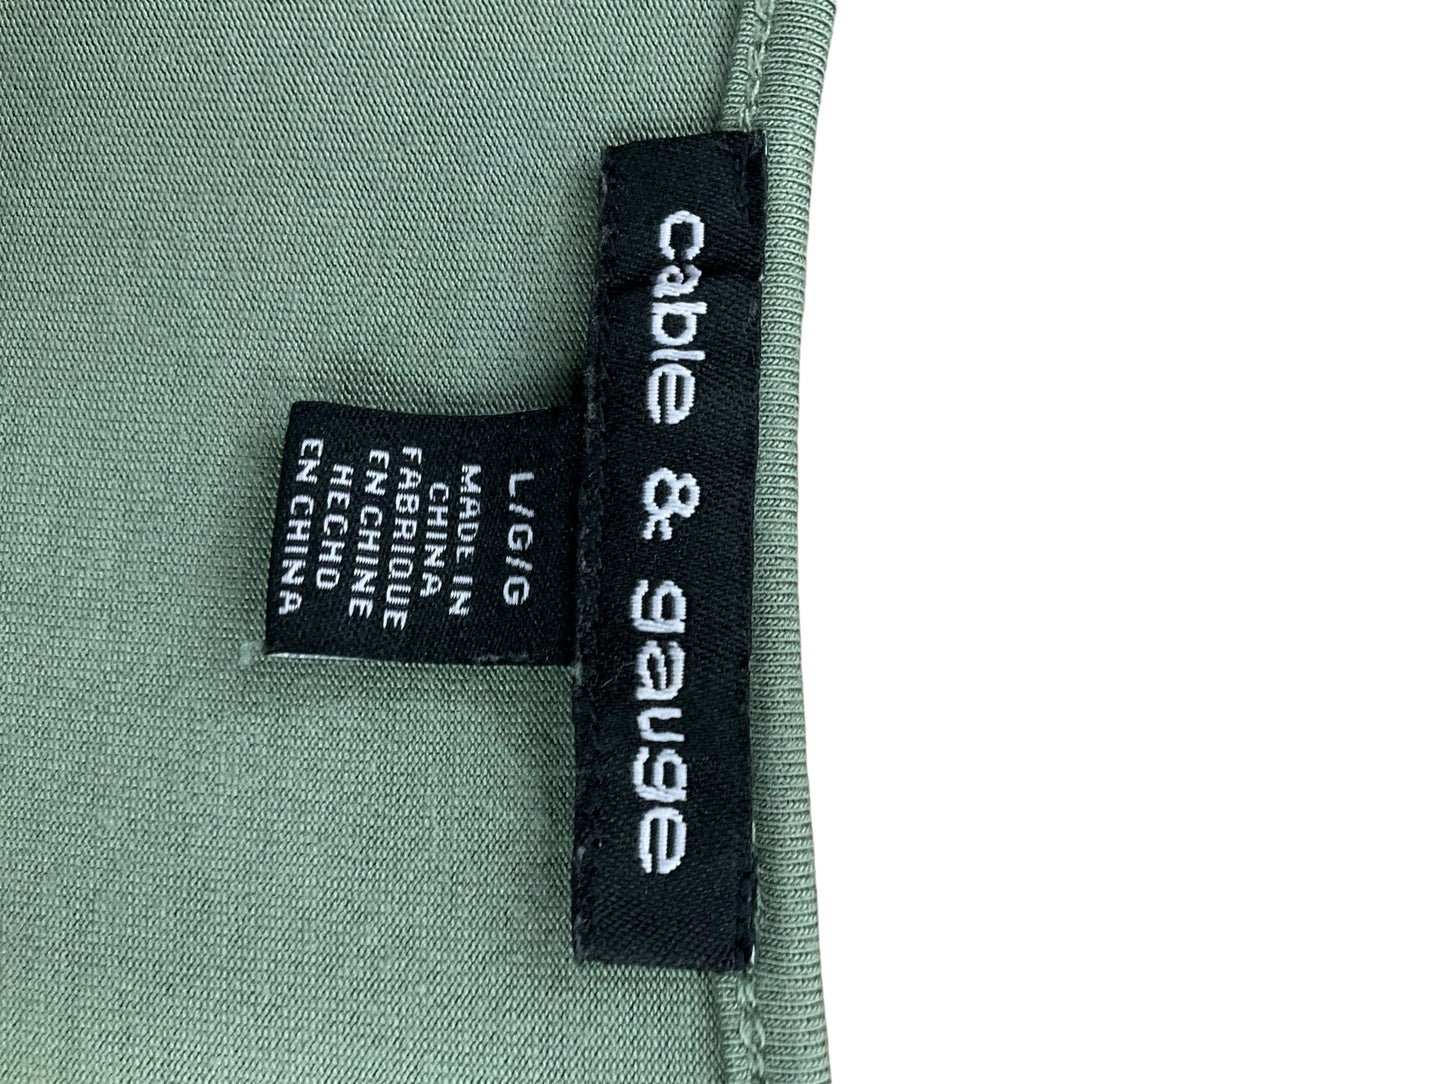 cable & gauge
L/G/G
MADE IN
CHINA
FABRIQUE
EN CHINE
HECHO
EN CHINA